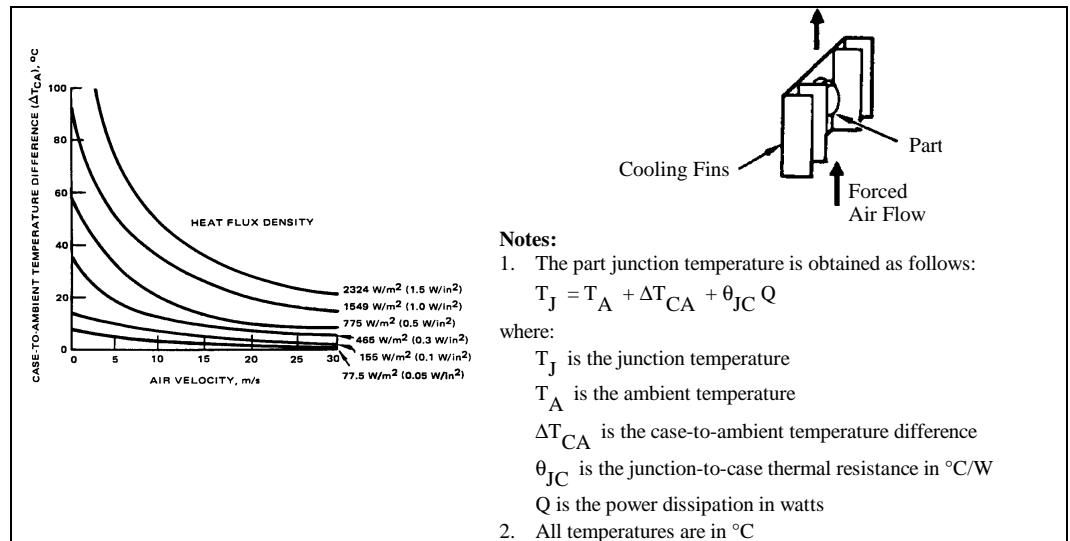 CASE-TO-AMBIENT TEMPERATURE DIFFERENCE (ΔTCA), °C
100
80
60
40
20
0
0 5 10 15 20 25 30
AIR VELOCITY, m/s
HEAT FLUX DENSITY
2324 W/m² (1.5 W/in²)
1549 W/m² (1.0 W/in²)
775 W/m² (0.5 W/in²)
465 W/m² (0.3 W/in²)
155 W/m² (0.1 W/in²)
77.5 W/m² (0.05 W/in²)
Cooling Fins
Part
Forced
Air Flow
Notes:
1. The part junction temperature is obtained as follows:
TJ = TA + ΔTCA + θJC Q
where:
TJ is the junction temperature
TA is the ambient temperature
ΔTCA is the case-to-ambient temperature difference
θJC is the junction-to-case thermal resistance in °C/W
Q is the power dissipation in watts
2. All temperatures are in °C